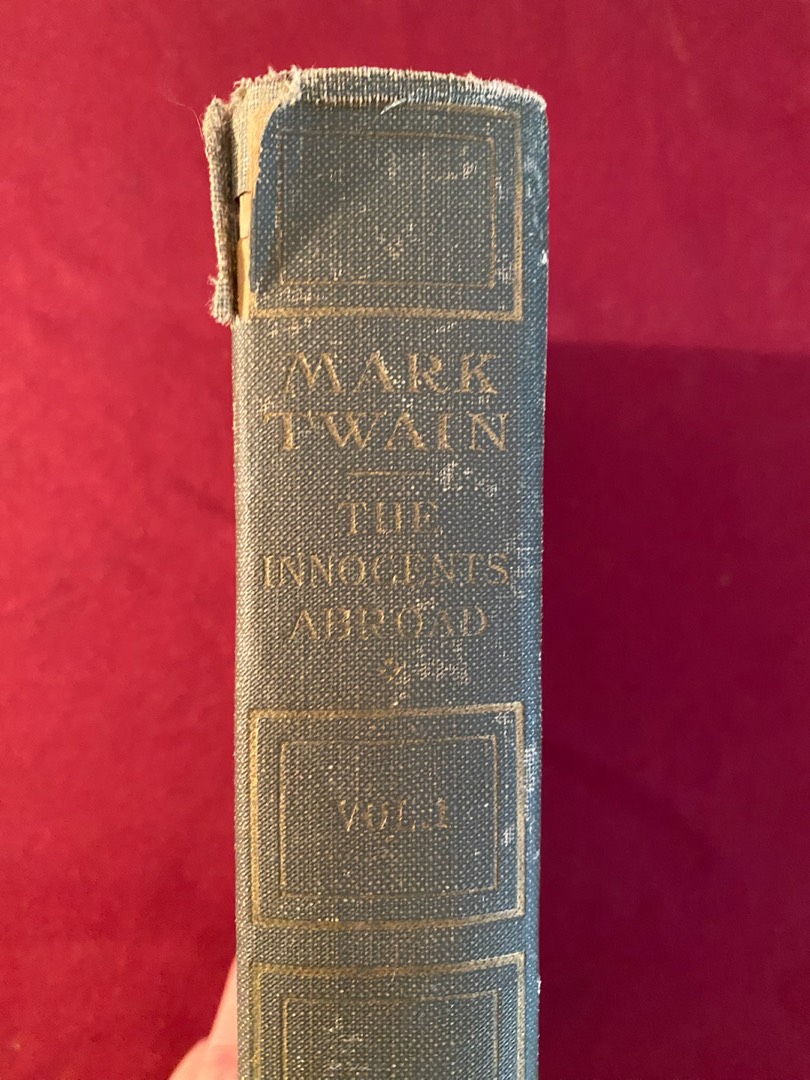 MARK
TWAIN
THE
INNOCENTS
ABROAD
VOL. 1